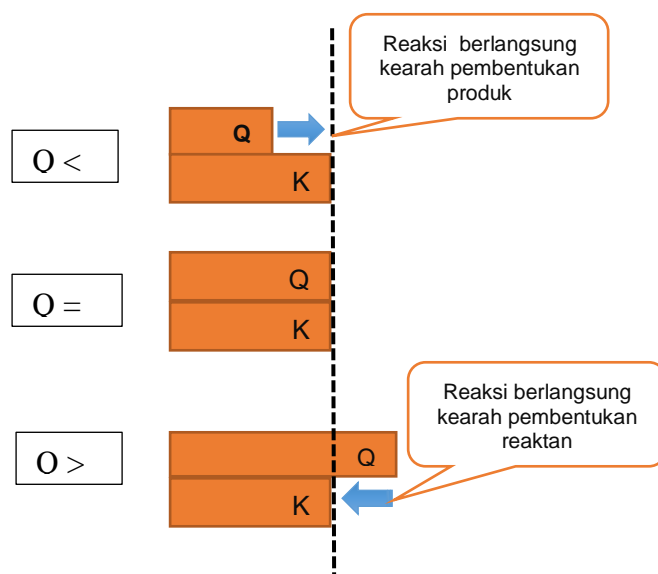 Reaksi berlangsung
kearah pembentukan
produk
Q <
Q
K
Q =
Q
K
Reaksi berlangsung
kearah pembentukan
reaktan
Q >
Q
K